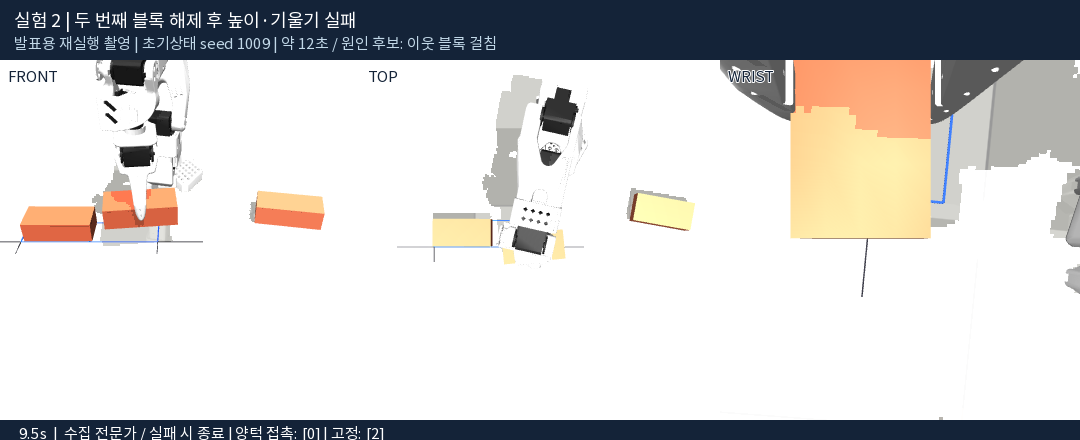 실험 2 | 두 번째 블록 해제 후 높이·기울기 실패
발표용 재실행 촬영 | 초기상태 seed 1009 | 약 12초 / 원인 후보: 이웃 블록 걸침
FRONT
TOP
WRIST
9.5s | 수집 전문가 / 실패 시 종료 | 양턱 접촉: [0] | 고정: [2]